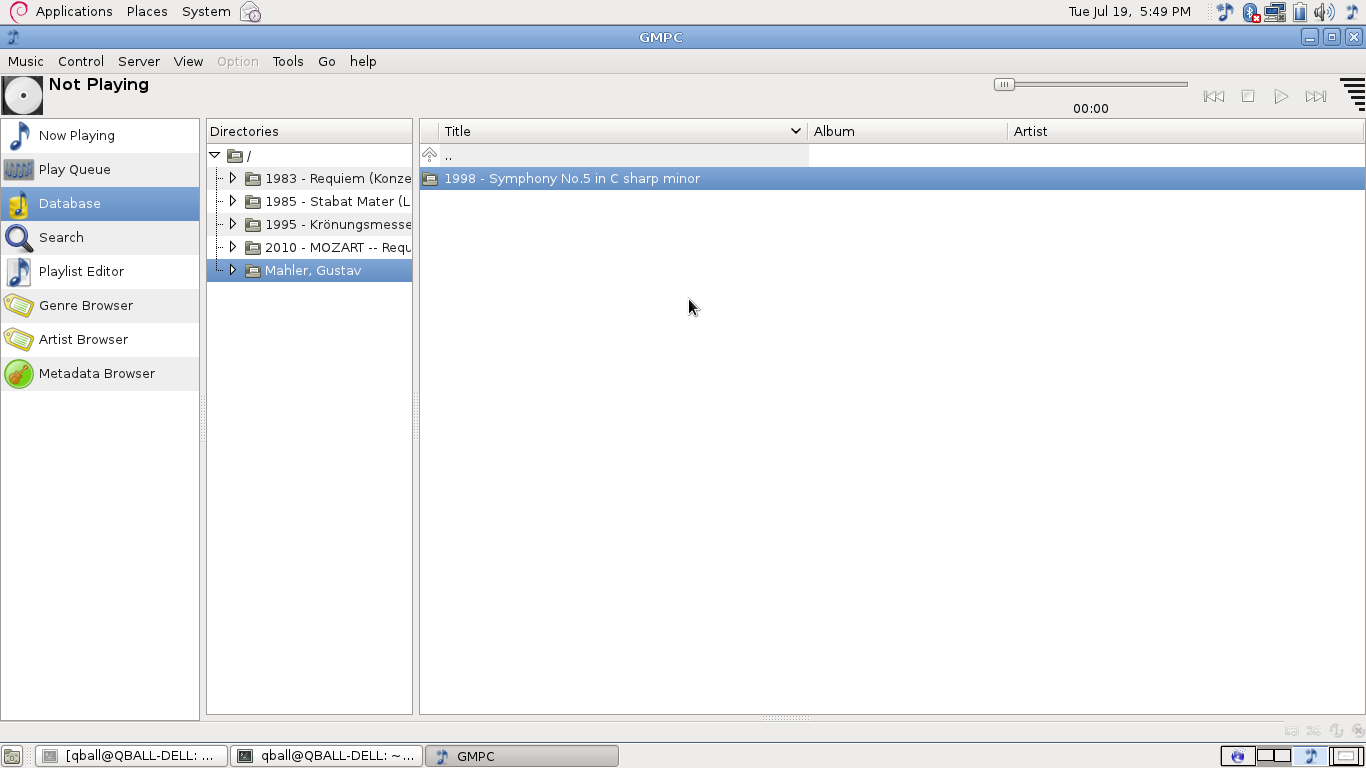 Applications Places System Tue Jul 19, 5:49 PM
GMPC
Music Control Server View Option Tools Go help
Not Playing
00:00
Now Playing
Play Queue
Database
Search
Playlist Editor
Genre Browser
Artist Browser
Metadata Browser
Directories
/
1983 - Requiem (Konze
1985 - Stabat Mater (L
1995 - Krönungsmesse
2010 - MOZART -- Requ
Mahler, Gustav
Title Album Artist
..
1998 - Symphony No.5 in C sharp minor
[qball@QBALL-DELL: ... qball@QBALL-DELL: ~... GMPC